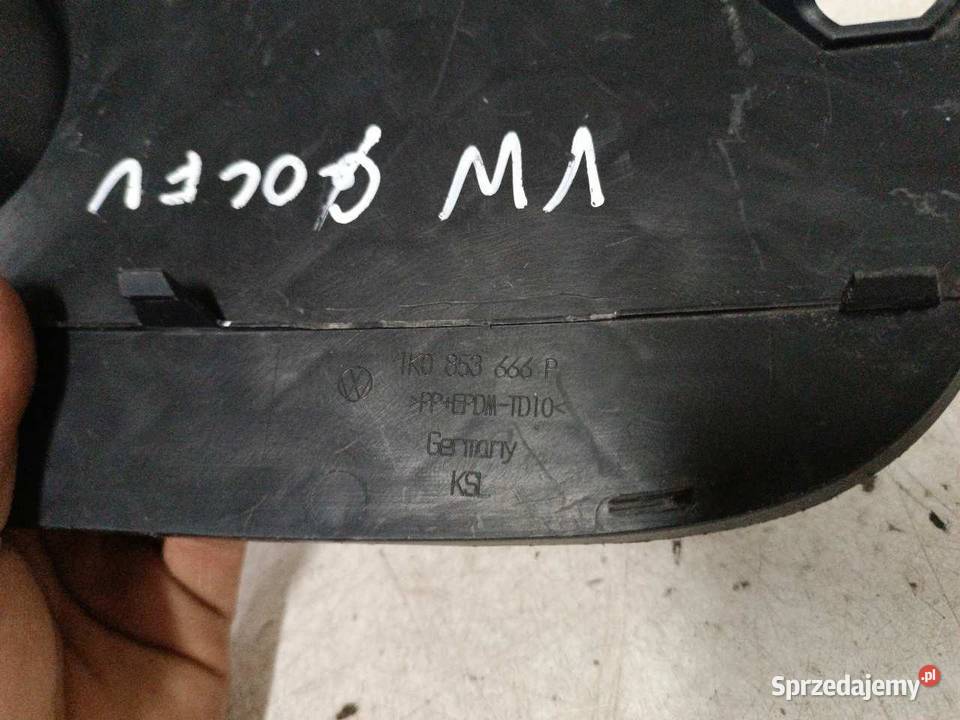 VW GOLF V
1K0 853 666 P
>PP+EPDM-TD10<
Germany
KSL
Sprzedajemy.pl